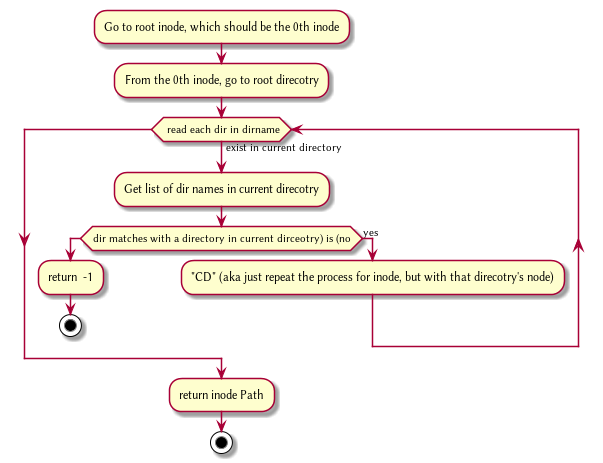 Go to root inode, which should be the 0th inode
From the 0th inode, go to root direcotry
read each dir in dirname
exist in current directory
Get list of dir names in current direcotry
dir matches with a directory in current dirceotry) is (no
yes
return -1
"CD" (aka just repeat the process for inode, but with that direcotry's node)
return inode Path